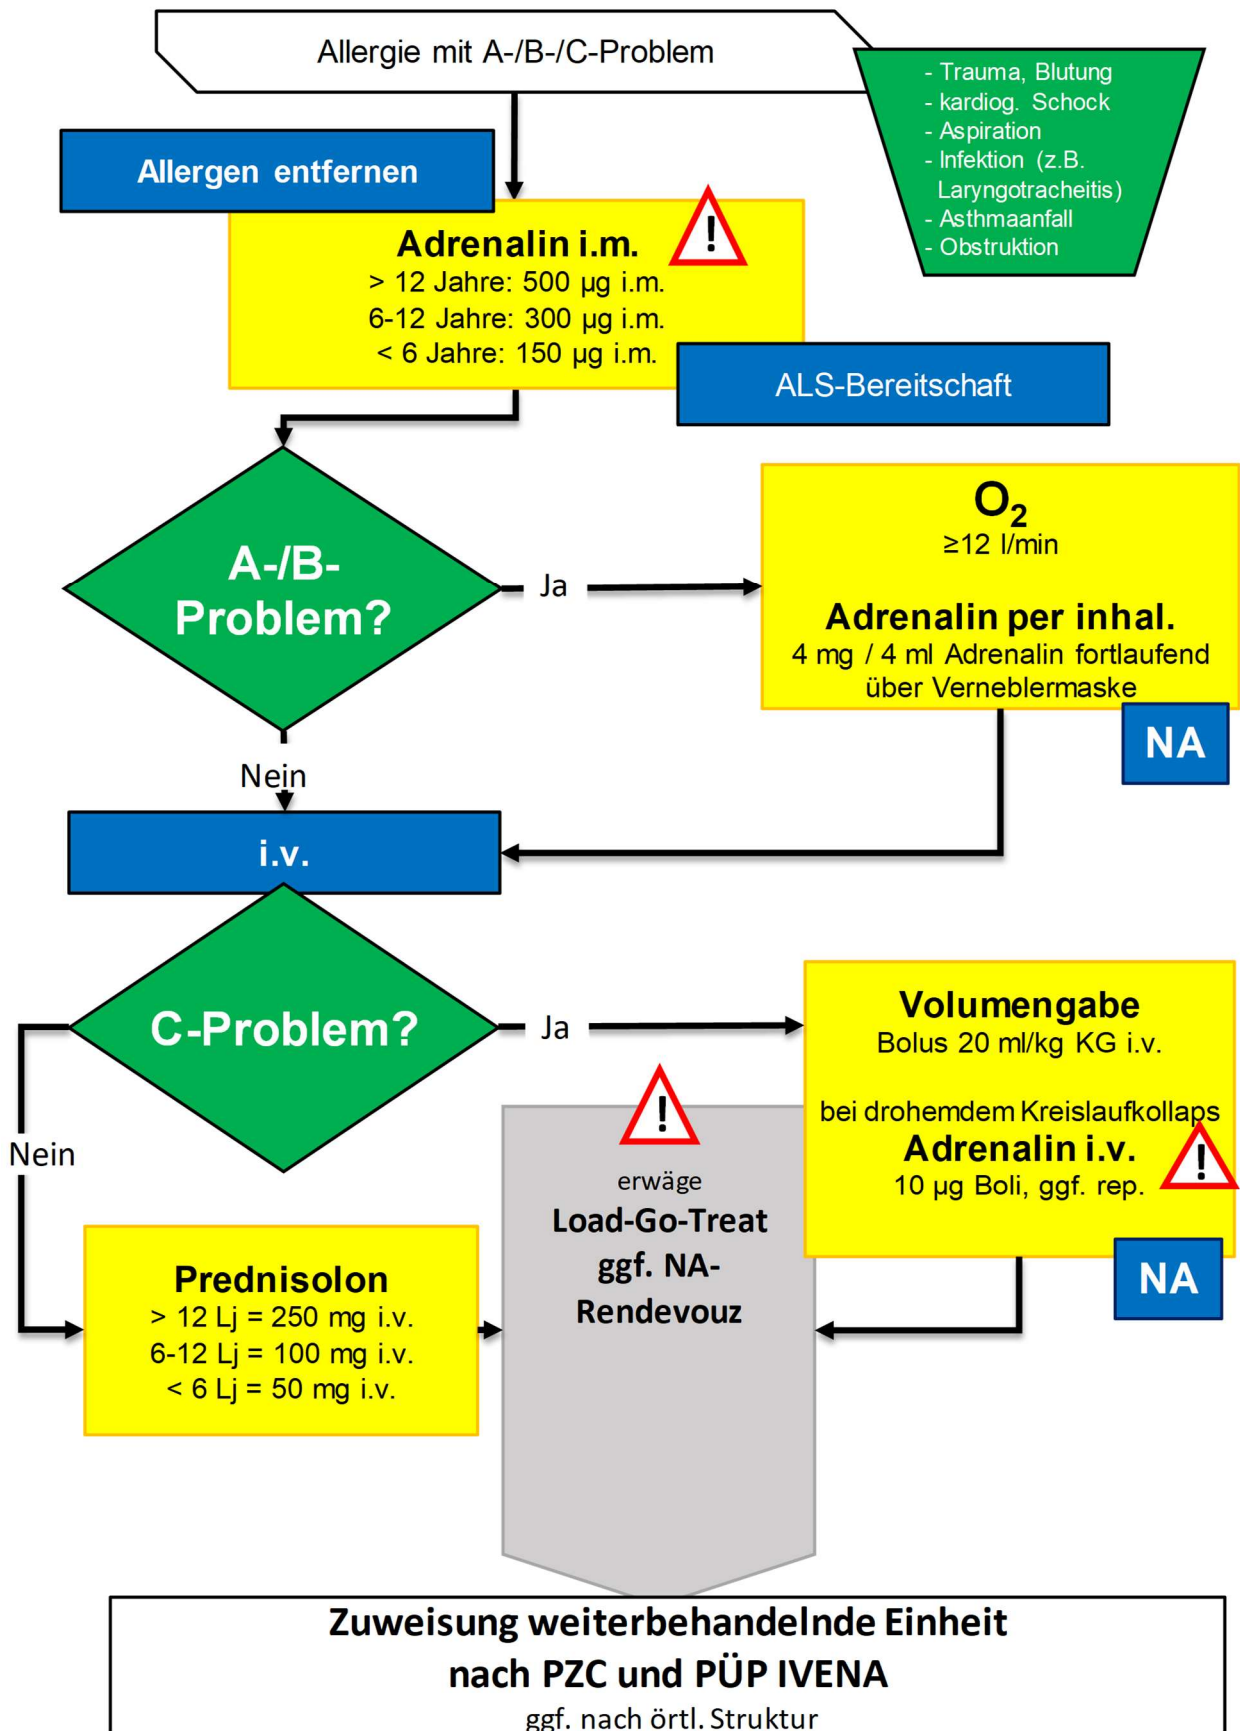 Allergie mit A-/B-/C-Problem
- Trauma, Blutung
- kardiog. Schock
- Aspiration
- Infektion (z.B.
Laryngotracheitis)
- Asthmaanfall
- Obstruktion
Allergen entfernen
!
Adrenalin i.m.
> 12 Jahre: 500 µg i.m.
6-12 Jahre: 300 µg i.m.
< 6 Jahre: 150 µg i.m.
ALS-Bereitschaft
A-/B-
Problem?
Ja
O₂
≥12 l/min
Adrenalin per inhal.
4 mg / 4 ml Adrenalin fortlaufend
über Verneblermaske
NA
Nein
i.v.
C-Problem?
Ja
Volumengabe
Bolus 20 ml/kg KG i.v.
bei drohemdem Kreislaufkollaps
Adrenalin i.v.
10 µg Boli, ggf. rep.
!
NA
Nein
!
erwäge
Load-Go-Treat
ggf. NA-
Rendevouz
Prednisolon
> 12 Lj = 250 mg i.v.
6-12 Lj = 100 mg i.v.
< 6 Lj = 50 mg i.v.
Zuweisung weiterbehandelnde Einheit
nach PZC und PÜP IVENA
ggf. nach örtl. Struktur